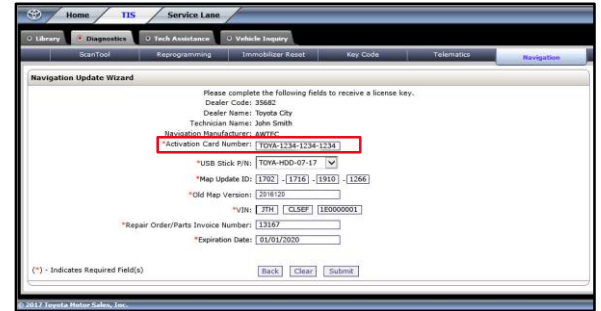 Home TIS Service Lane
Library Diagnostics Tech Assistance Vehicle Inquiry
ScanTool Reprogramming Immobilizer Reset Key Code Telematics Navigation
Navigation Update Wizard
Please complete the following fields to receive a license key.
Dealer Code: 35682
Dealer Name: Toyota City
Technician Name: John Smith
Navigation Manufacturer: AWTEC
*Activation Card Number: TOYA-1234-1234-1234
*USB Stick P/N: TOYA-HDD-07-17
*Map Update ID: 1702 - 1716 - 1910 - 1266
*Old Map Version: 2016120
*VIN: JTH CL5EF 1E0000001
*Repair Order/Parts Invoice Number: 13167
*Expiration Date: 01/01/2020
(*) - Indicates Required Field(s) Back Clear Submit
© 2017 Toyota Motor Sales, Inc.